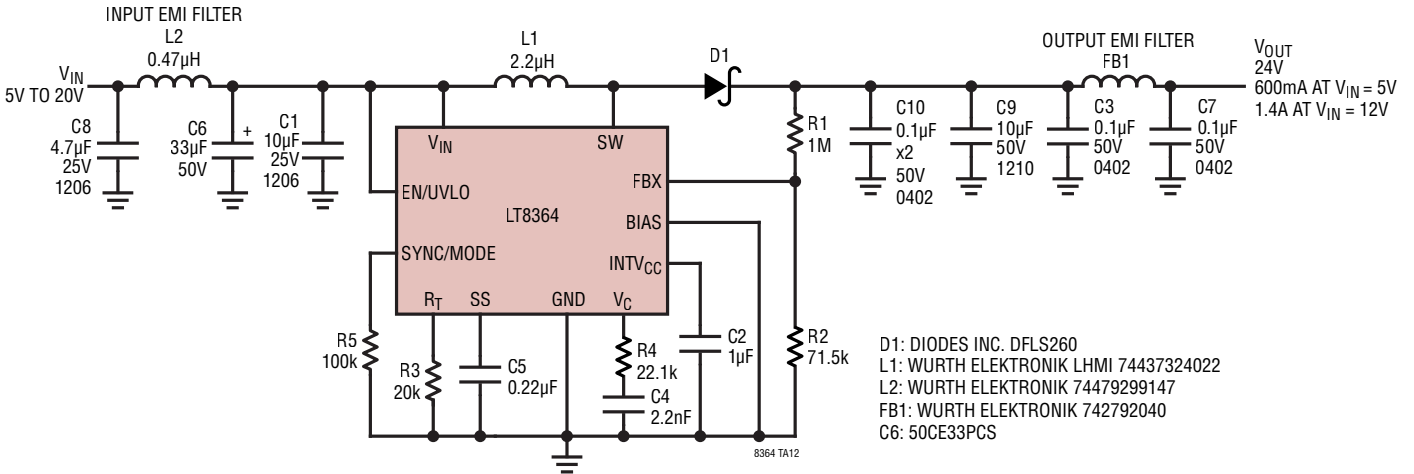 INPUT EMI FILTER
L2
0.47µH
VIN
5V TO 20V
C8
4.7µF
25V
1206
C6
33µF
50V
+
C1
10µF
25V
1206
L1
2.2µH
D1
OUTPUT EMI FILTER
FB1
VOUT
24V
600mA AT VIN = 5V
1.4A AT VIN = 12V
R1
1M
C10
0.1µF
x2
50V
0402
C9
10µF
50V
1210
C3
0.1µF
50V
0402
C7
0.1µF
50V
0402
VIN
SW
FBX
EN/UVLO
LT8364
BIAS
SYNC/MODE
INTVCC
RT
SS
GND
VC
R5
100k
R3
20k
C5
0.22µF
R4
22.1k
C4
2.2nF
C2
1µF
R2
71.5k
8364 TA12
D1: DIODES INC. DFLS260
L1: WURTH ELEKTRONIK LHMI 74437324022
L2: WURTH ELEKTRONIK 74479299147
FB1: WURTH ELEKTRONIK 742792040
C6: 50CE33PCS